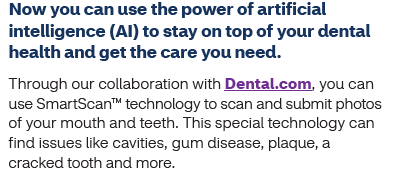 Now you can use the power of artificial
intelligence (AI) to stay on top of your dental
health and get the care you need.
Through our collaboration with Dental.com, you can
use SmartScan™ technology to scan and submit photos
of your mouth and teeth. This special technology can
find issues like cavities, gum disease, plaque, a
cracked tooth and more.